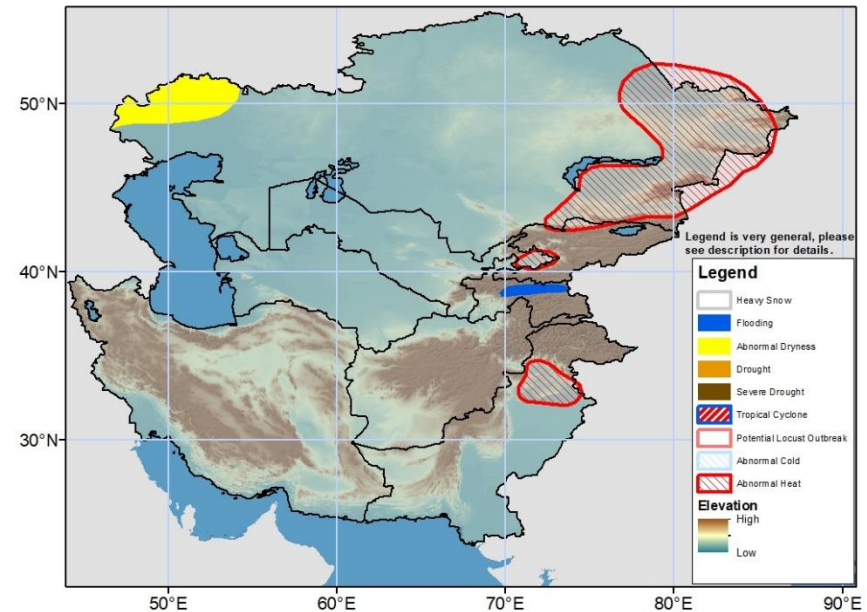 50°N
40°N
30°N
Legend is very general, please
see description for details.
Legend
Heavy Snow
Flooding
Abnormal Dryness
Drought
Severe Drought
Tropical Cyclone
Potential Locust Outbreak
Abnormal Cold
Abnormal Heat
Elevation
High
Low
50°E
60°E
70°E
80°E
90°E